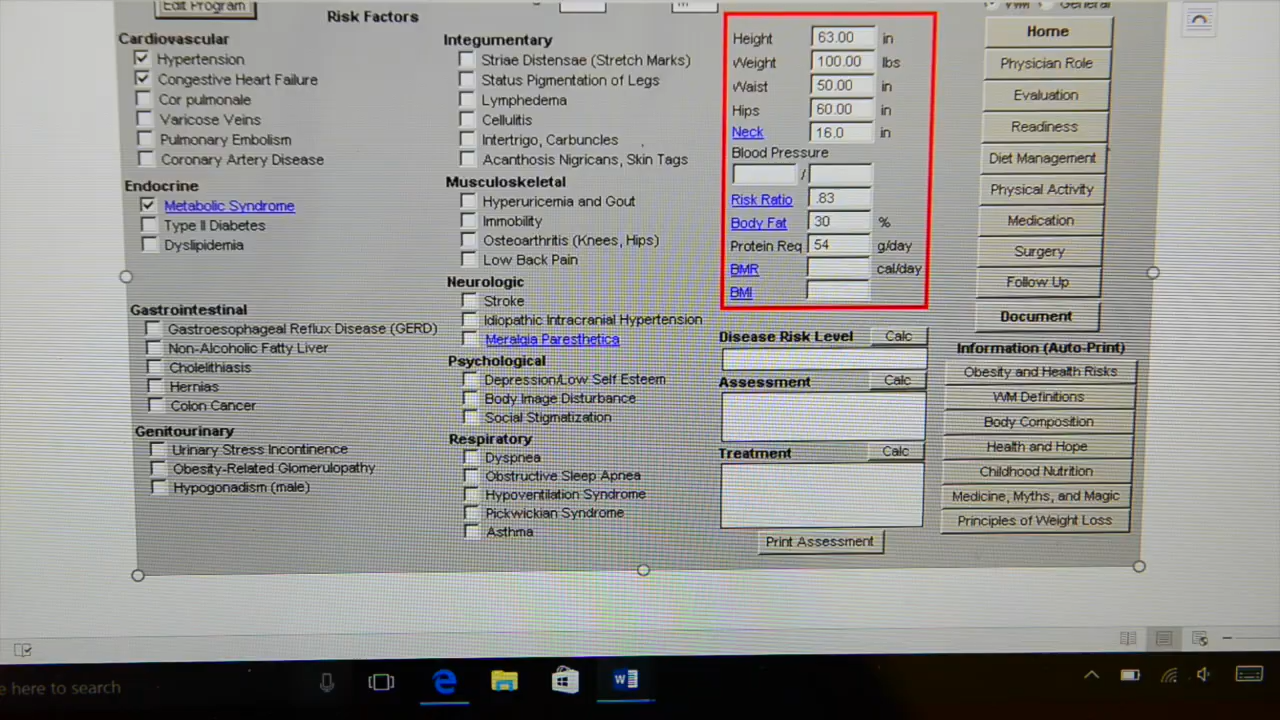 Edit Program
Risk Factors
Cardiovascular
Hypertension
Congestive Heart Failure
Cor pulmonale
Varicose Veins
Pulmonary Embolism
Coronary Artery Disease
Endocrine
Metabolic Syndrome
Type II Diabetes
Dyslipidemia
Gastrointestinal
Gastroesophageal Reflux Disease (GERD)
Non-Alcoholic Fatty Liver
Cholelithiasis
Hernias
Colon Cancer
Genitourinary
Urinary Stress Incontinence
Obesity-Related Glomerulopathy
Hypogonadism (male)
Integumentary
Striae Distensae (Stretch Marks)
Status Pigmentation of Legs
Lymphedema
Cellulitis
Intertrigo, Carbuncles
Acanthosis Nigricans, Skin Tags
Musculoskeletal
Hyperuricemia and Gout
Immobility
Osteoarthritis (Knees, Hips)
Low Back Pain
Neurologic
Stroke
Idiopathic Intracranial Hypertension
Meralgia Paresthetica
Psychological
Depression/Low Self Esteem
Body Image Disturbance
Social Stigmatization
Respiratory
Dyspnea
Obstructive Sleep Apnea
Hypoventilation Syndrome
Pickwickian Syndrome
Asthma
Height 63.00 in
Weight 100.00 lbs
Waist 50.00 in
Hips 60.00 in
Neck 16.0 in
Blood Pressure
/
Risk Ratio .83
Body Fat 30 %
Protein Req 54 g/day
BMR cal/day
BMI
Disease Risk Level Calc
Assessment Calc
Treatment Calc
Print Assessment
General
Home
Physician Role
Evaluation
Readiness
Diet Management
Physical Activity
Medication
Surgery
Follow Up
Document
Information (Auto-Print)
Obesity and Health Risks
WM Definitions
Body Composition
Health and Hope
Childhood Nutrition
Medicine, Myths, and Magic
Principles of Weight Loss
e here to search